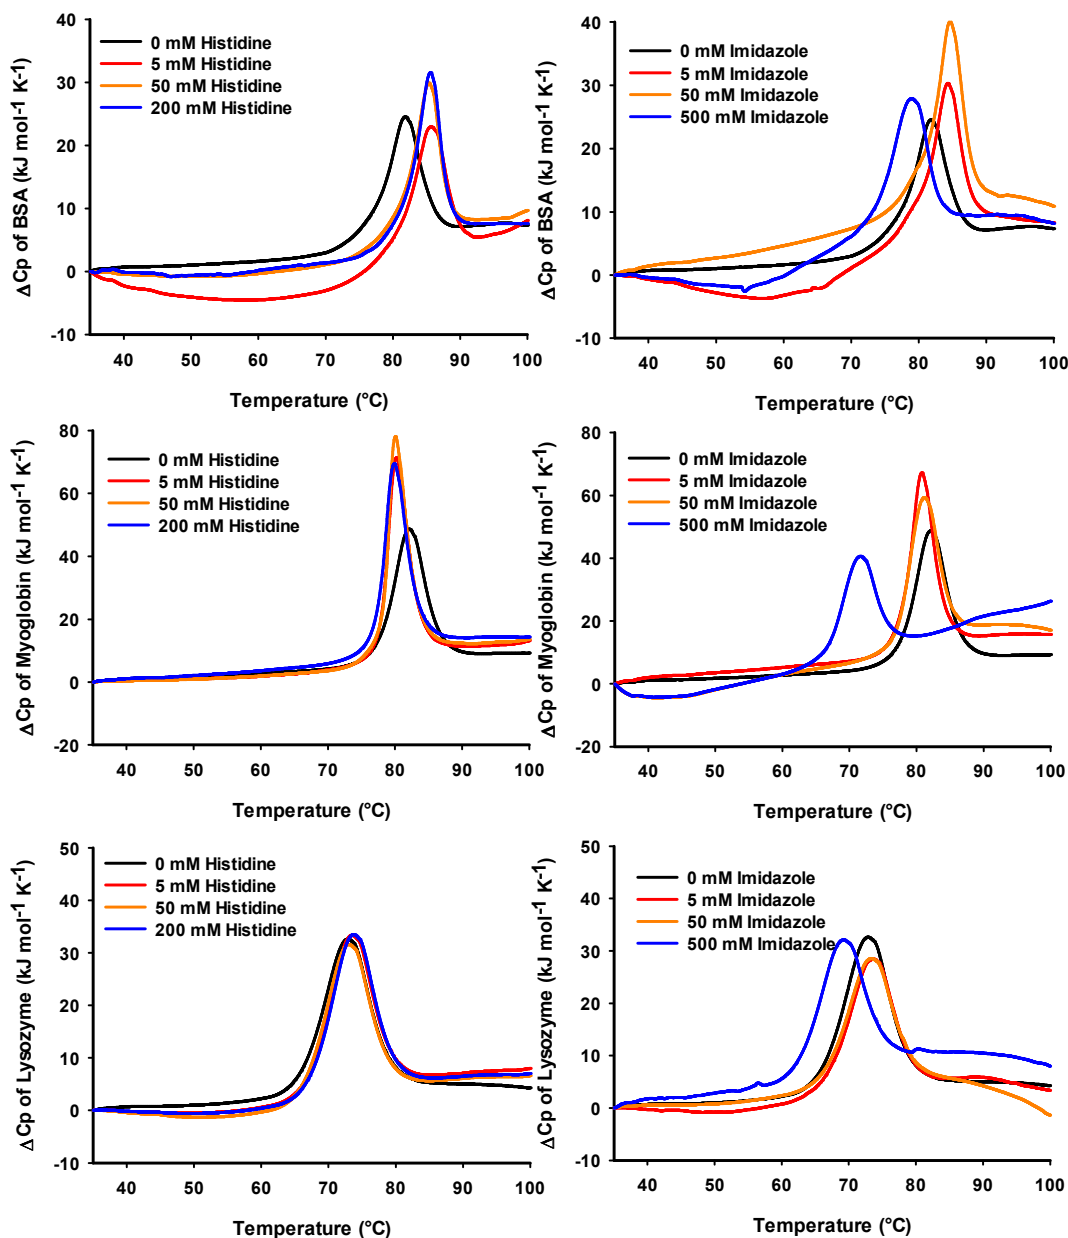 40
30
20
10
0
-10
ΔCp of BSA (kJ mol-1 K-1)
0 mM Histidine
5 mM Histidine
50 mM Histidine
200 mM Histidine
40 50 60 70 80 90 100
Temperature (°C)
40
30
20
10
0
-10
ΔCp of BSA (kJ mol-1 K-1)
0 mM Imidazole
5 mM Imidazole
50 mM Imidazole
500 mM Imidazole
40 50 60 70 80 90 100
Temperature (°C)
80
60
40
20
0
-20
ΔCp of Myoglobin (kJ mol-1 K-1)
0 mM Histidine
5 mM Histidine
50 mM Histidine
200 mM Histidine
40 50 60 70 80 90 100
Temperature (°C)
80
60
40
20
0
-20
ΔCp of Myoglobin (kJ mol-1 K-1)
0 mM Imidazole
5 mM Imidazole
50 mM Imidazole
500 mM Imidazole
40 50 60 70 80 90 100
Temperature (°C)
50
40
30
20
10
0
-10
ΔCp of Lysozyme (kJ mol-1 K-1)
0 mM Histidine
5 mM Histidine
50 mM Histidine
200 mM Histidine
40 50 60 70 80 90 100
Temperature (°C)
50
40
30
20
10
0
-10
ΔCp of Lysozyme (kJ mol-1 K-1)
0 mM Imidazole
5 mM Imidazole
50 mM Imidazole
500 mM Imidazole
40 50 60 70 80 90 100
Temperature (°C)